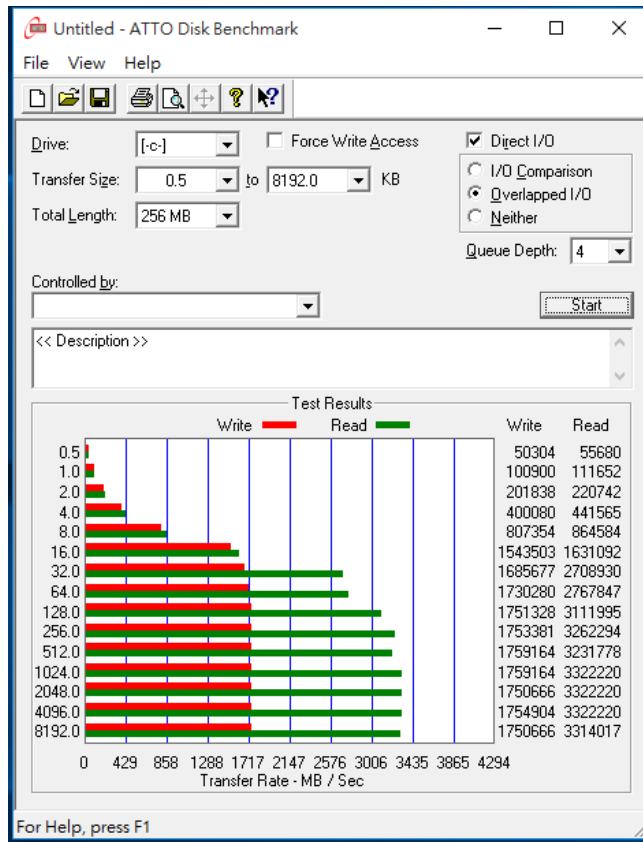 Untitled - ATTO Disk Benchmark
File View Help
Drive: [-c-] Force Write Access Direct I/O
Transfer Size: 0.5 to 8192.0 KB I/O Comparison
Overlapped I/O
Total Length: 256 MB Neither
Queue Depth: 4
Controlled by:
Start
<< Description >>
Test Results
Write Read Write Read
0.5 50304 55680
1.0 100900 111652
2.0 201838 220742
4.0 400080 441565
8.0 807354 864584
16.0 1543503 1631092
32.0 1685677 2708930
64.0 1730280 2767847
128.0 1751328 3111995
256.0 1753381 3262294
512.0 1759164 3231778
1024.0 1759164 3322220
2048.0 1750666 3322220
4096.0 1754904 3322220
8192.0 1750666 3314017
0 429 858 1288 1717 2147 2576 3006 3435 3865 4294
Transfer Rate - MB / Sec
For Help, press F1